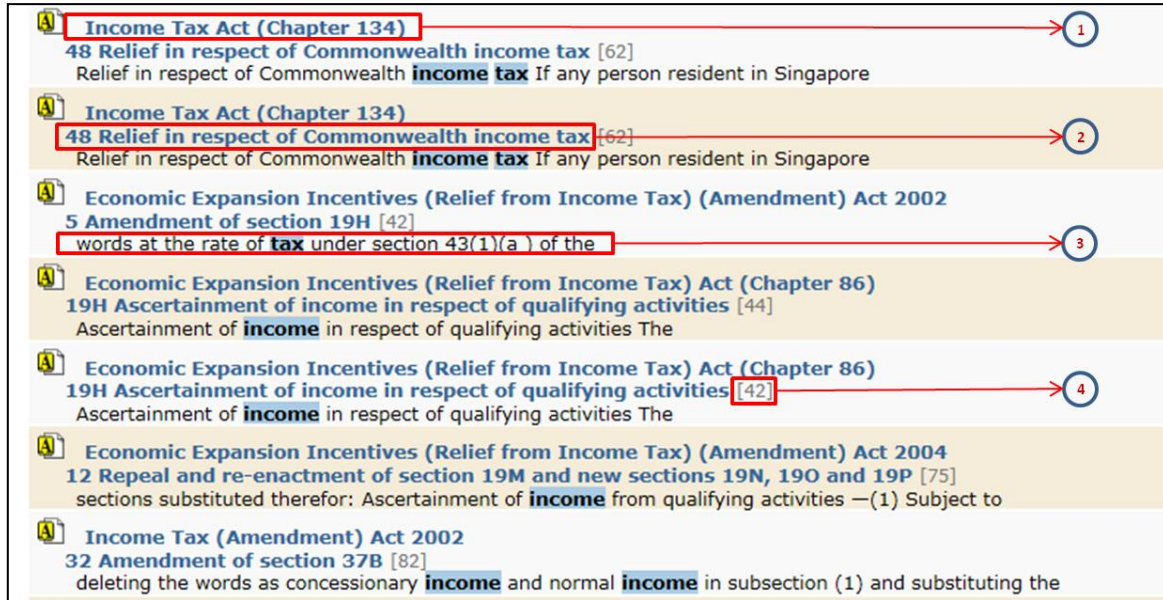 A Income Tax Act (Chapter 134) 1
48 Relief in respect of Commonwealth income tax [62]
Relief in respect of Commonwealth income tax If any person resident in Singapore
A Income Tax Act (Chapter 134)
48 Relief in respect of Commonwealth income tax [62] 2
Relief in respect of Commonwealth income tax If any person resident in Singapore
A Economic Expansion Incentives (Relief from Income Tax) (Amendment) Act 2002
5 Amendment of section 19H [42]
words at the rate of tax under section 43(1)(a ) of the 3
A Economic Expansion Incentives (Relief from Income Tax) Act (Chapter 86)
19H Ascertainment of income in respect of qualifying activities [44]
Ascertainment of income in respect of qualifying activities The
A Economic Expansion Incentives (Relief from Income Tax) Act (Chapter 86)
19H Ascertainment of income in respect of qualifying activities [42] 4
Ascertainment of income in respect of qualifying activities The
A Economic Expansion Incentives (Relief from Income Tax) (Amendment) Act 2004
12 Repeal and re-enactment of section 19M and new sections 19N, 19O and 19P [75]
sections substituted therefor: Ascertainment of income from qualifying activities —(1) Subject to
A Income Tax (Amendment) Act 2002
32 Amendment of section 37B [82]
deleting the words as concessionary income and normal income in subsection (1) and substituting the